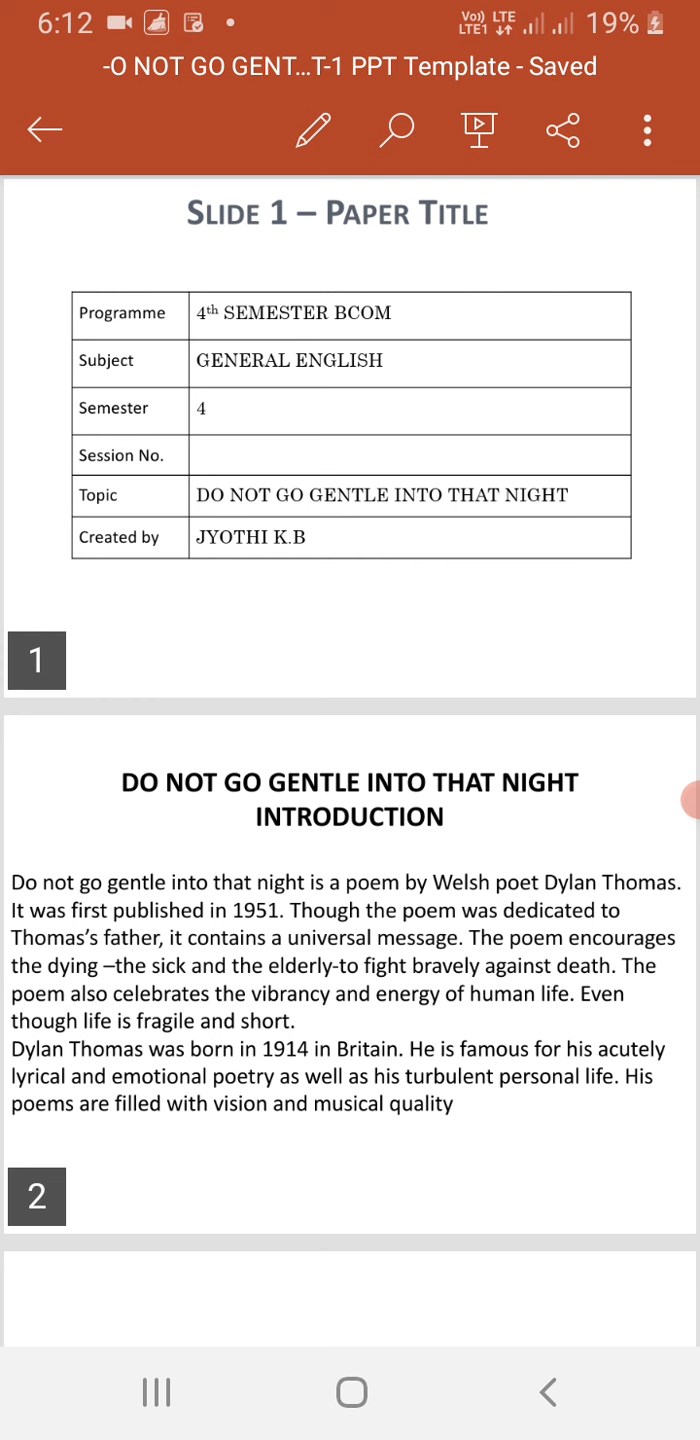 6:12
Vo) LTE
LTE1
19%
-O NOT GO GENT...T-1 PPT Template - Saved
SLIDE 1 – PAPER TITLE
Programme 4th SEMESTER BCOM
Subject GENERAL ENGLISH
Semester 4
Session No.
Topic DO NOT GO GENTLE INTO THAT NIGHT
Created by JYOTHI K.B
1
DO NOT GO GENTLE INTO THAT NIGHT
INTRODUCTION
Do not go gentle into that night is a poem by Welsh poet Dylan Thomas.
It was first published in 1951. Though the poem was dedicated to
Thomas’s father, it contains a universal message. The poem encourages
the dying –the sick and the elderly-to fight bravely against death. The
poem also celebrates the vibrancy and energy of human life. Even
though life is fragile and short.
Dylan Thomas was born in 1914 in Britain. He is famous for his acutely
lyrical and emotional poetry as well as his turbulent personal life. His
poems are filled with vision and musical quality
2